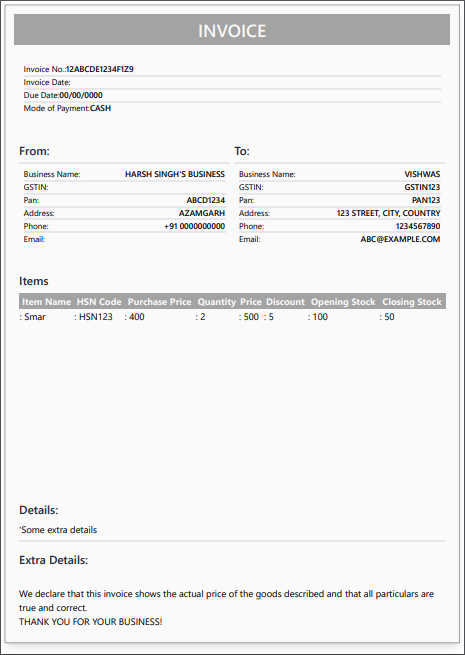 INVOICE
Invoice No.:12ABCDE1234F1Z9
Invoice Date:
Due Date:00/00/0000
Mode of Payment:CASH
From:
Business Name: HARSH SINGH'S BUSINESS
GSTIN:
Pan: ABCD1234
Address: AZAMGARH
Phone: +91 0000000000
Email:
To:
Business Name: VISHWAS
GSTIN: GSTIN123
Pan: PAN123
Address: 123 STREET, CITY, COUNTRY
Phone: 1234567890
Email: ABC@EXAMPLE.COM
Items
Item Name HSN Code Purchase Price Quantity Price Discount Opening Stock Closing Stock
: Smar : HSN123 : 400 : 2 : 500 : 5 : 100 : 50
Details:
'Some extra details
Extra Details:
We declare that this invoice shows the actual price of the goods described and that all particulars are
true and correct.
THANK YOU FOR YOUR BUSINESS!